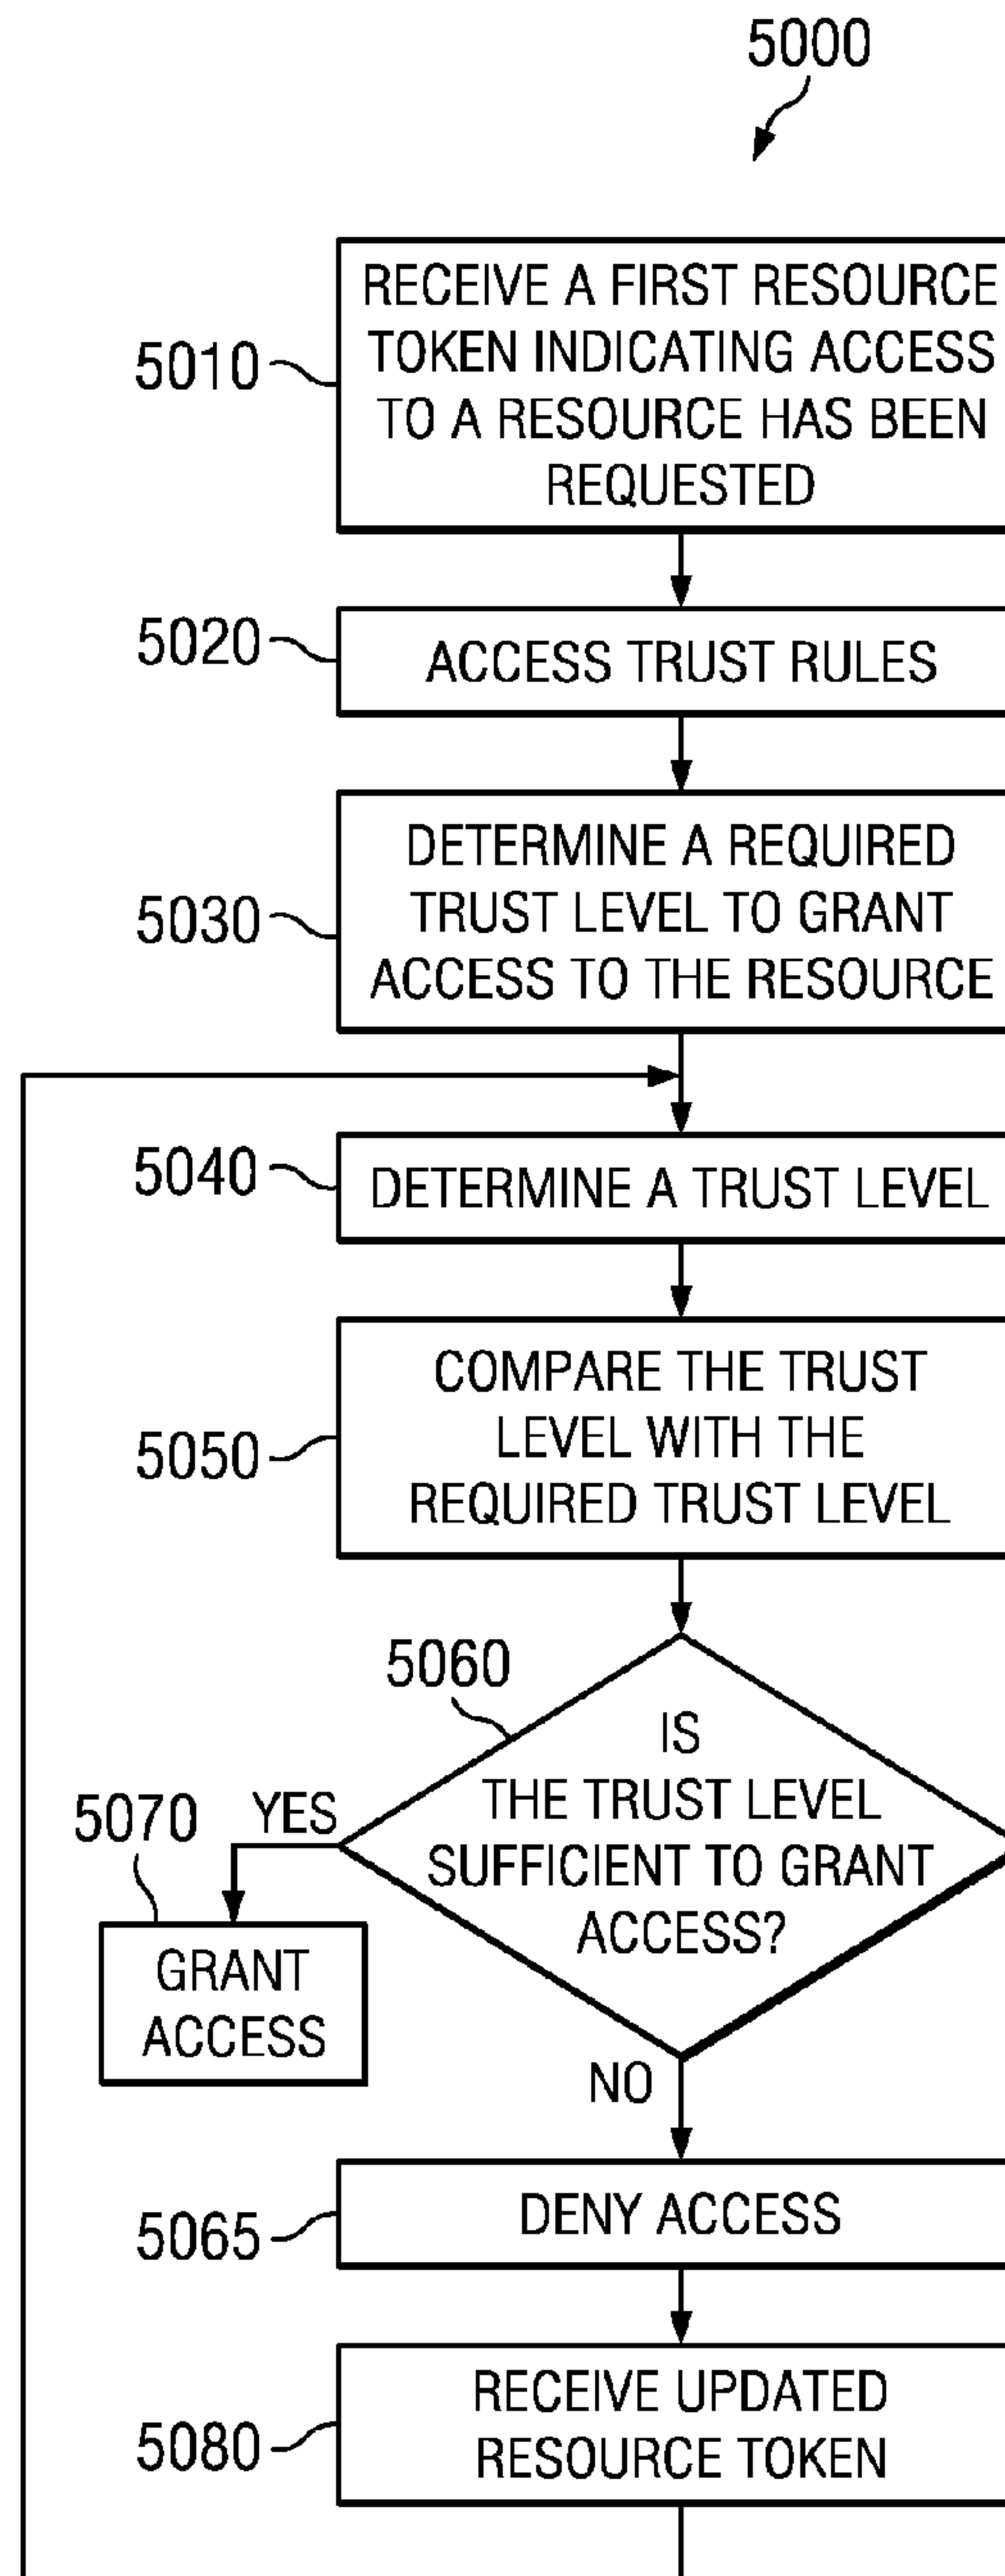 5000
5010
RECEIVE A FIRST RESOURCE
TOKEN INDICATING ACCESS
TO A RESOURCE HAS BEEN
REQUESTED
5020
ACCESS TRUST RULES
5030
DETERMINE A REQUIRED
TRUST LEVEL TO GRANT
ACCESS TO THE RESOURCE
5040
DETERMINE A TRUST LEVEL
5050
COMPARE THE TRUST
LEVEL WITH THE
REQUIRED TRUST LEVEL
5060
IS
THE TRUST LEVEL
SUFFICIENT TO GRANT
ACCESS?
YES
5070
GRANT
ACCESS
NO
5065
DENY ACCESS
5080
RECEIVE UPDATED
RESOURCE TOKEN